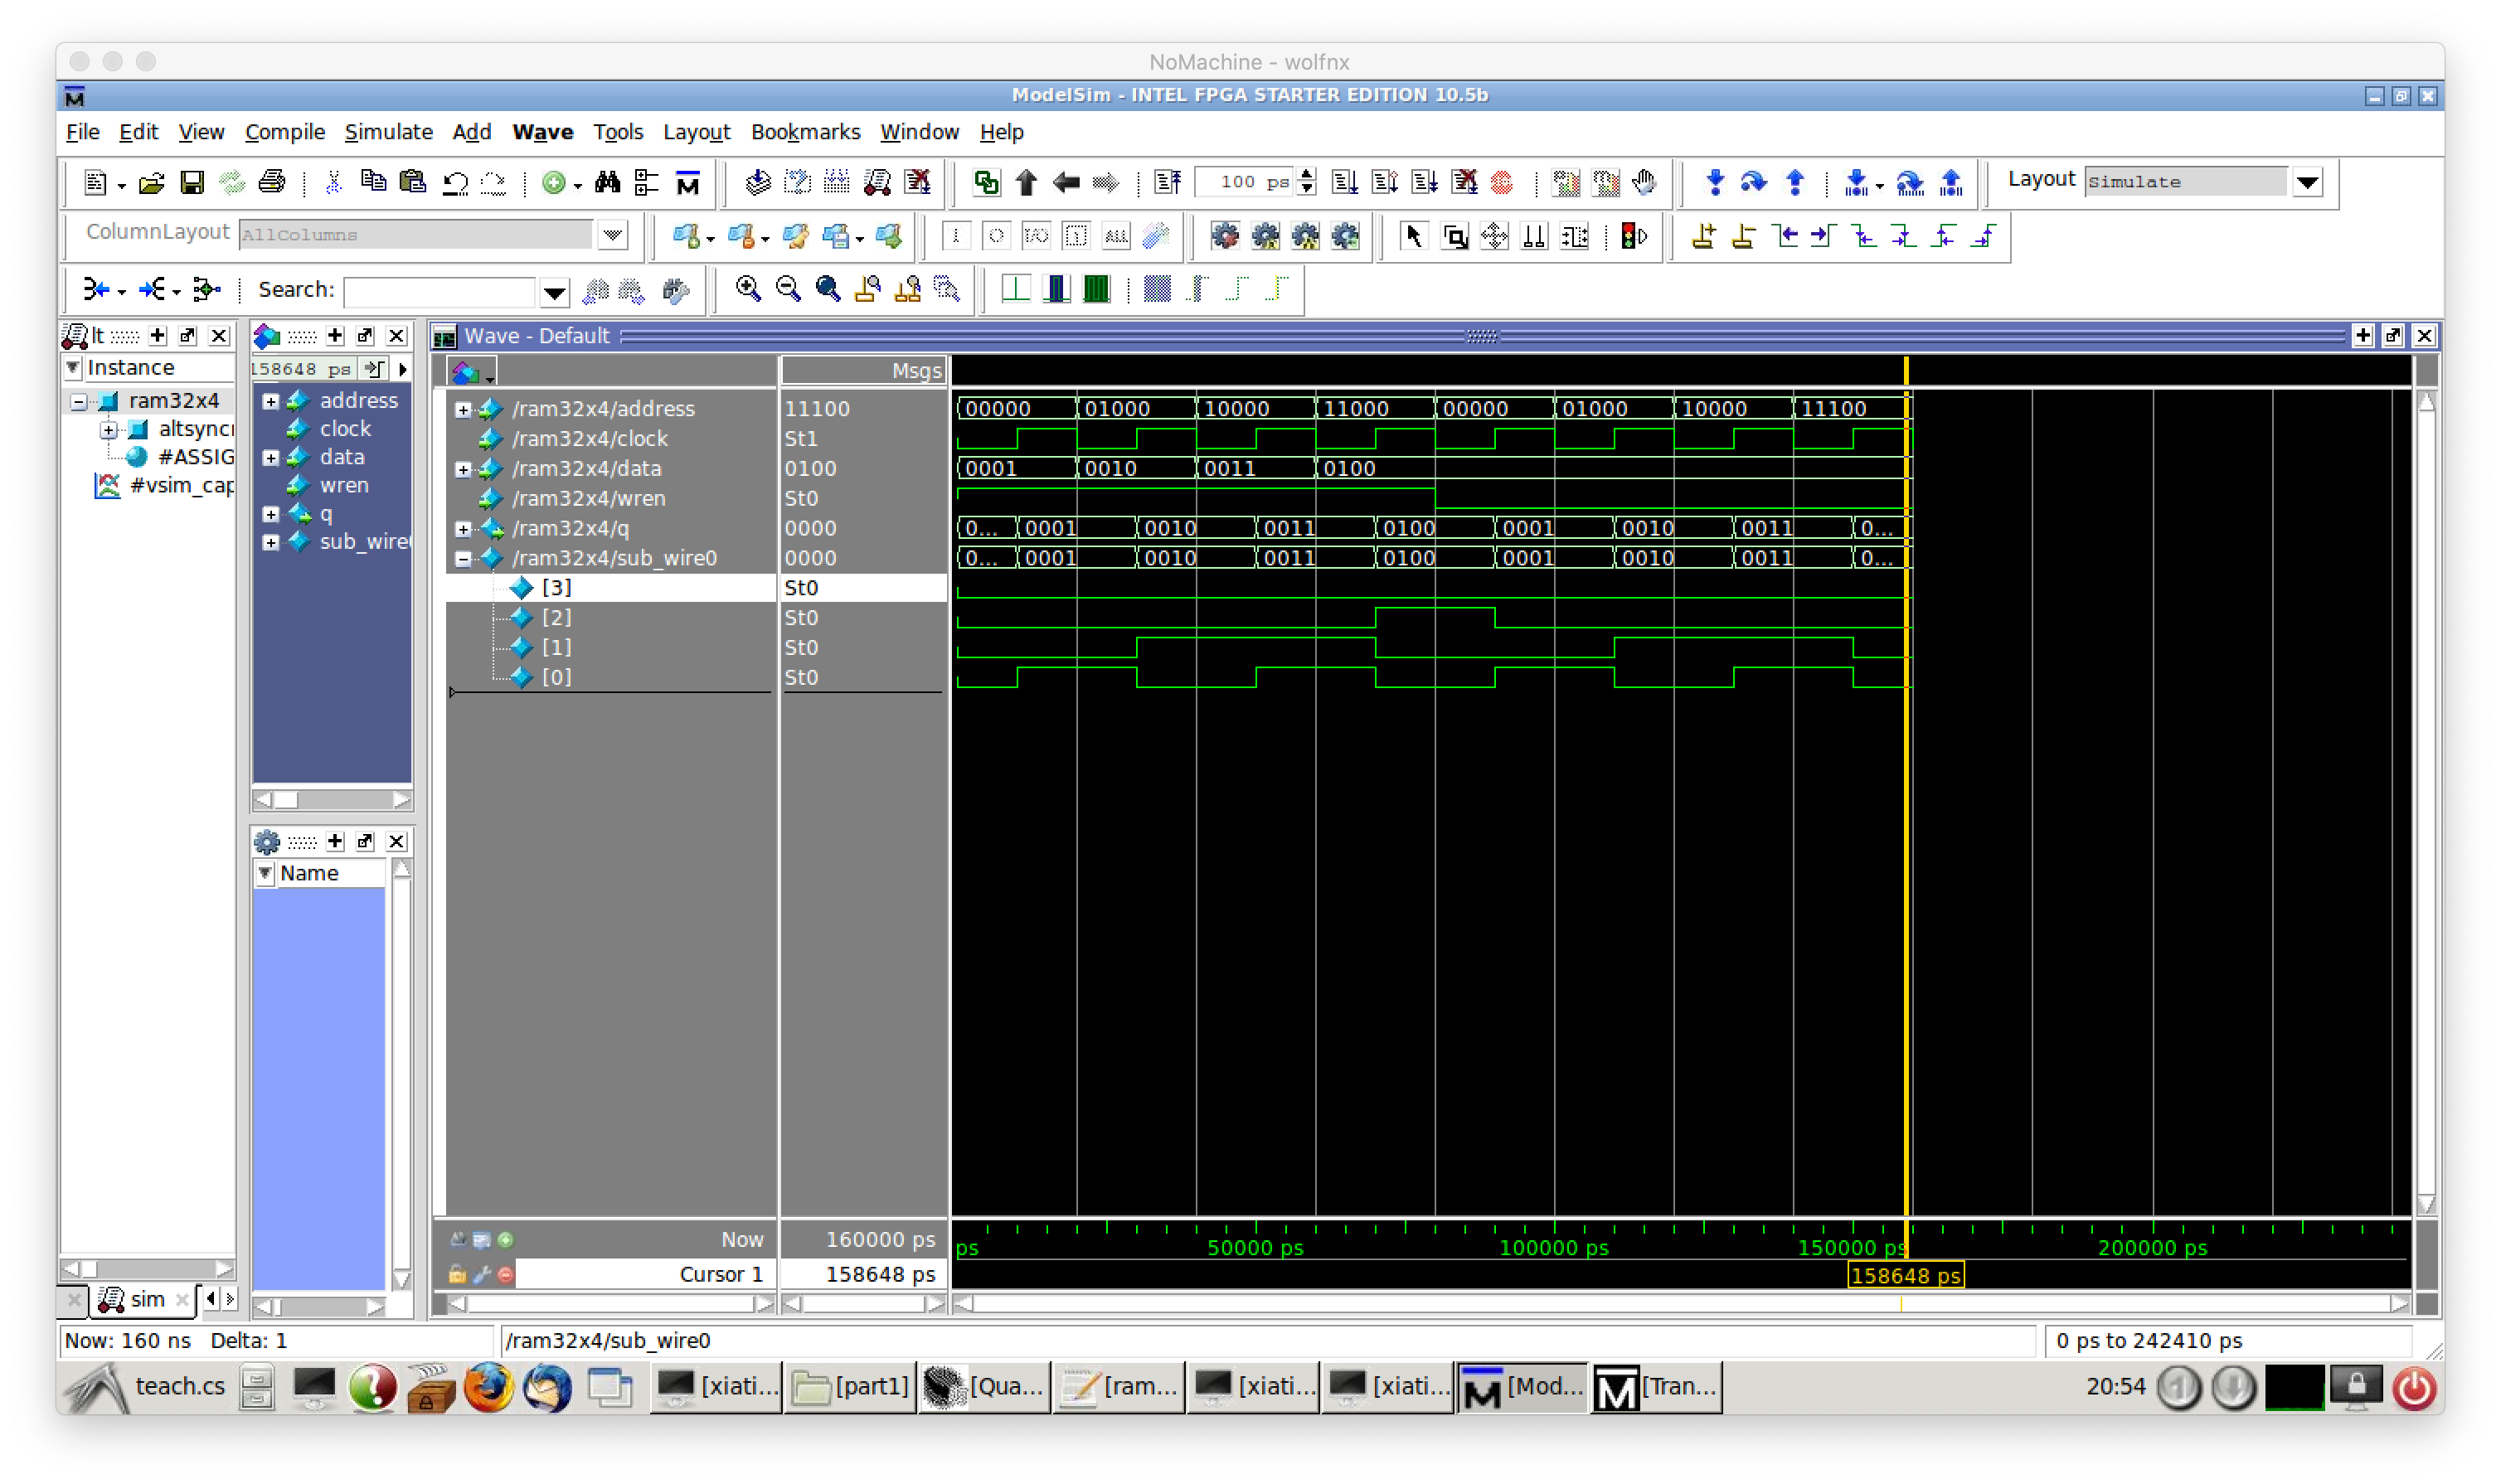 NoMachine - wolfnx
ModelSim - INTEL FPGA STARTER EDITION 10.5b
File Edit View Compile Simulate Add Wave Tools Layout Bookmarks Window Help
100 ps Layout Simulate
ColumnLayout AllColumns
Search:
Wave - Default
Instance 158648 ps Msgs
ram32x4
altsyncr
#ASSIG
#vsim_cap
address
clock
data
wren
q
sub_wire0
Name
/ram32x4/address 11100 00000 01000 10000 11000 00000 01000 10000 11100
/ram32x4/clock St1
/ram32x4/data 0100 0001 0010 0011 0100
/ram32x4/wren St0
/ram32x4/q 0000 0... 0001 0010 0011 0100 0001 0010 0011 0...
/ram32x4/sub_wire0 0000 0... 0001 0010 0011 0100 0001 0010 0011 0...
[3] St0
[2] St0
[1] St0
[0] St0
Now 160000 ps ps 50000 ps 100000 ps 150000 ps 200000 ps
Cursor 1 158648 ps 158648 ps
sim
Now: 160 ns Delta: 1 /ram32x4/sub_wire0 0 ps to 242410 ps
teach.cs [xiati... [part1] [Qua... [ram... [xiati... [xiati... [Mod... [Tran... 20:54